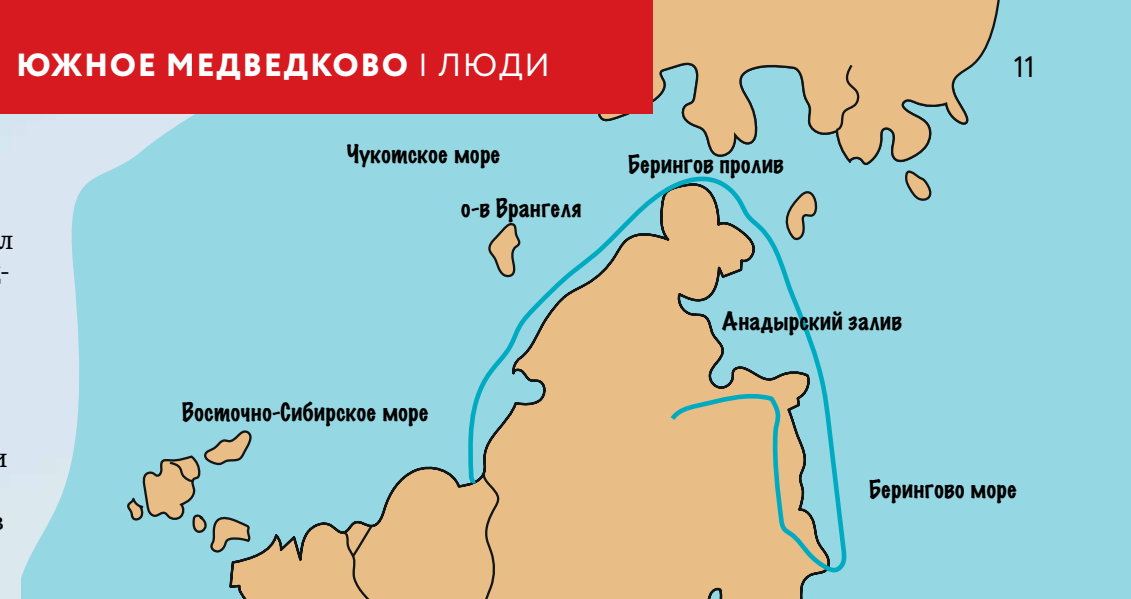 ЮЖНОЕ МЕДВЕДКОВО | ЛЮДИ
11
Чукотское море
Берингов пролив
о-в Врангеля
Анадырский залив
Восточно-Сибирское море
Берингово море